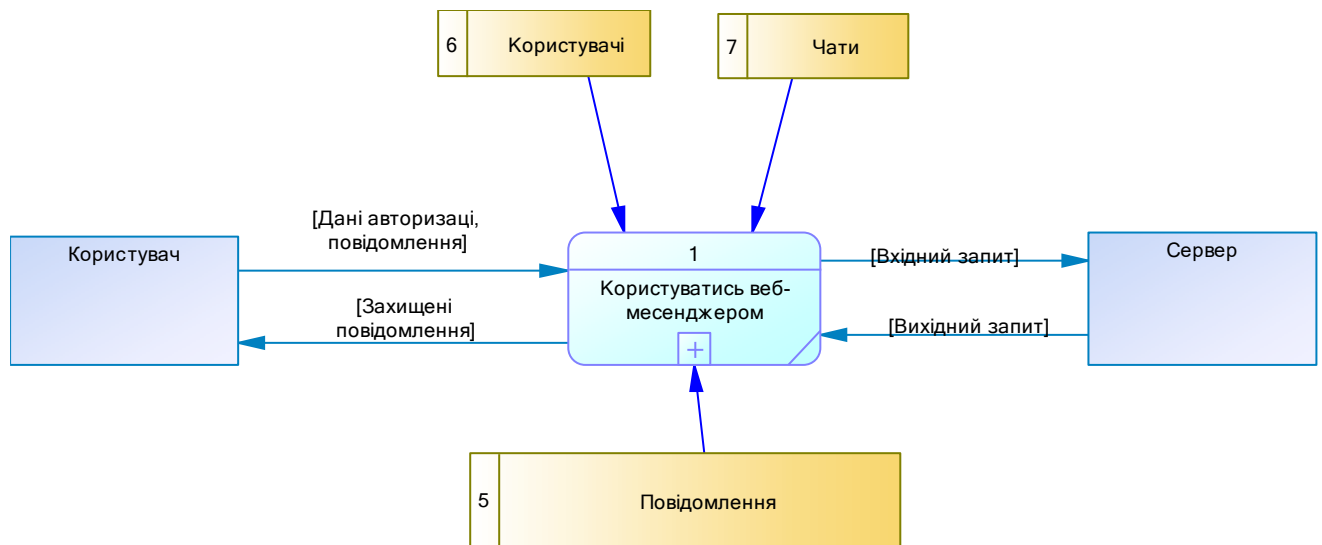 6
Користувачі
7
Чати
[Дані авторизаці,
повідомлення]
Користувач
1
Користуватись веб-
месенджером
[Вхідний запит]
Сервер
[Захищені
повідомлення]
[Вихідний запит]
5
Повідомлення